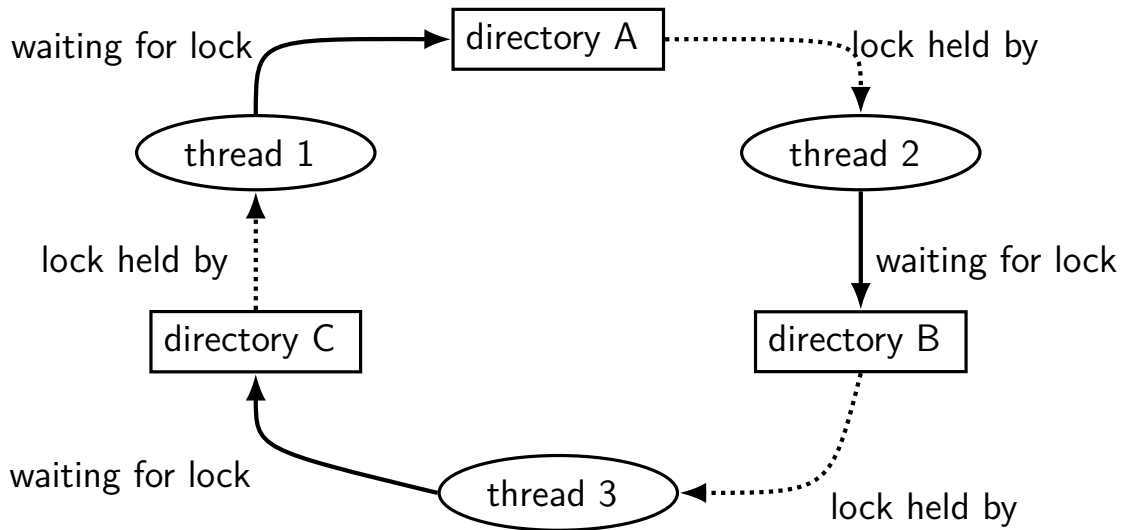 directory A
waiting for lock
lock held by
thread 1
thread 2
lock held by
waiting for lock
directory C
directory B
waiting for lock
thread 3
lock held by